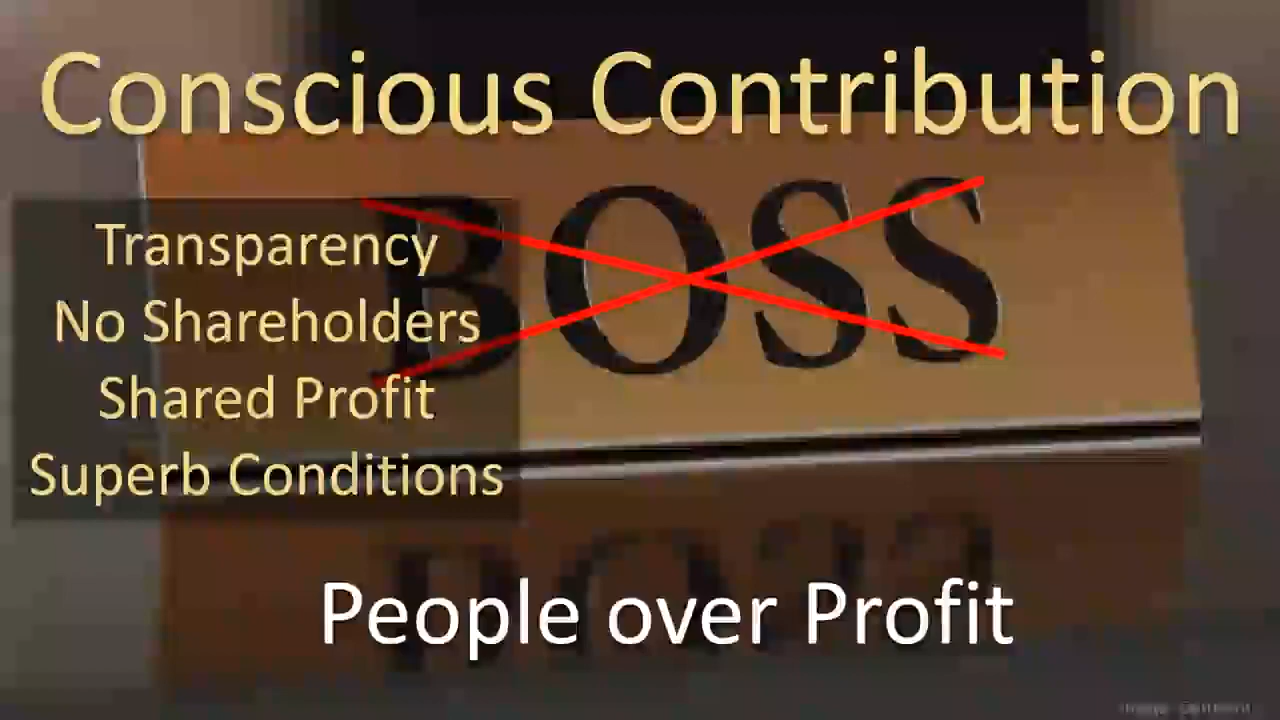 Conscious Contribution
BOSS
Transparency
No Shareholders
Shared Profit
Superb Conditions
People over Profit